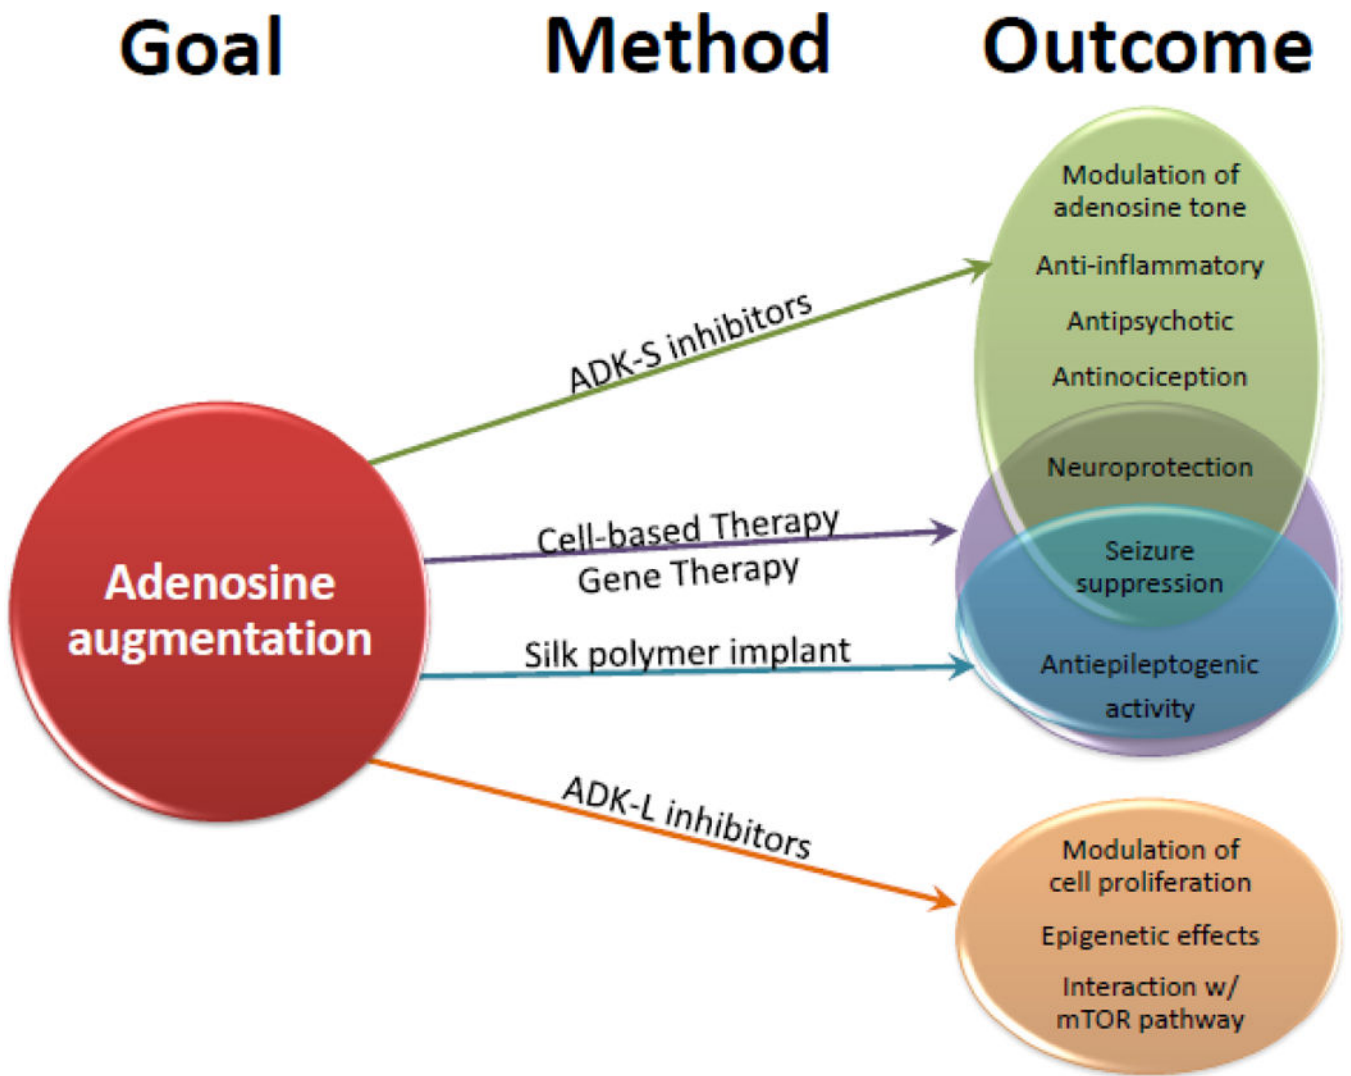 Goal
Method
Outcome
Adenosine
augmentation
ADK-S inhibitors
Cell-based Therapy
Gene Therapy
Silk polymer implant
ADK-L inhibitors
Modulation of
adenosine tone
Anti-inflammatory
Antipsychotic
Antinociception
Neuroprotection
Seizure
suppression
Antiepileptogenic
activity
Modulation of
cell proliferation
Epigenetic effects
Interaction w/
mTOR pathway